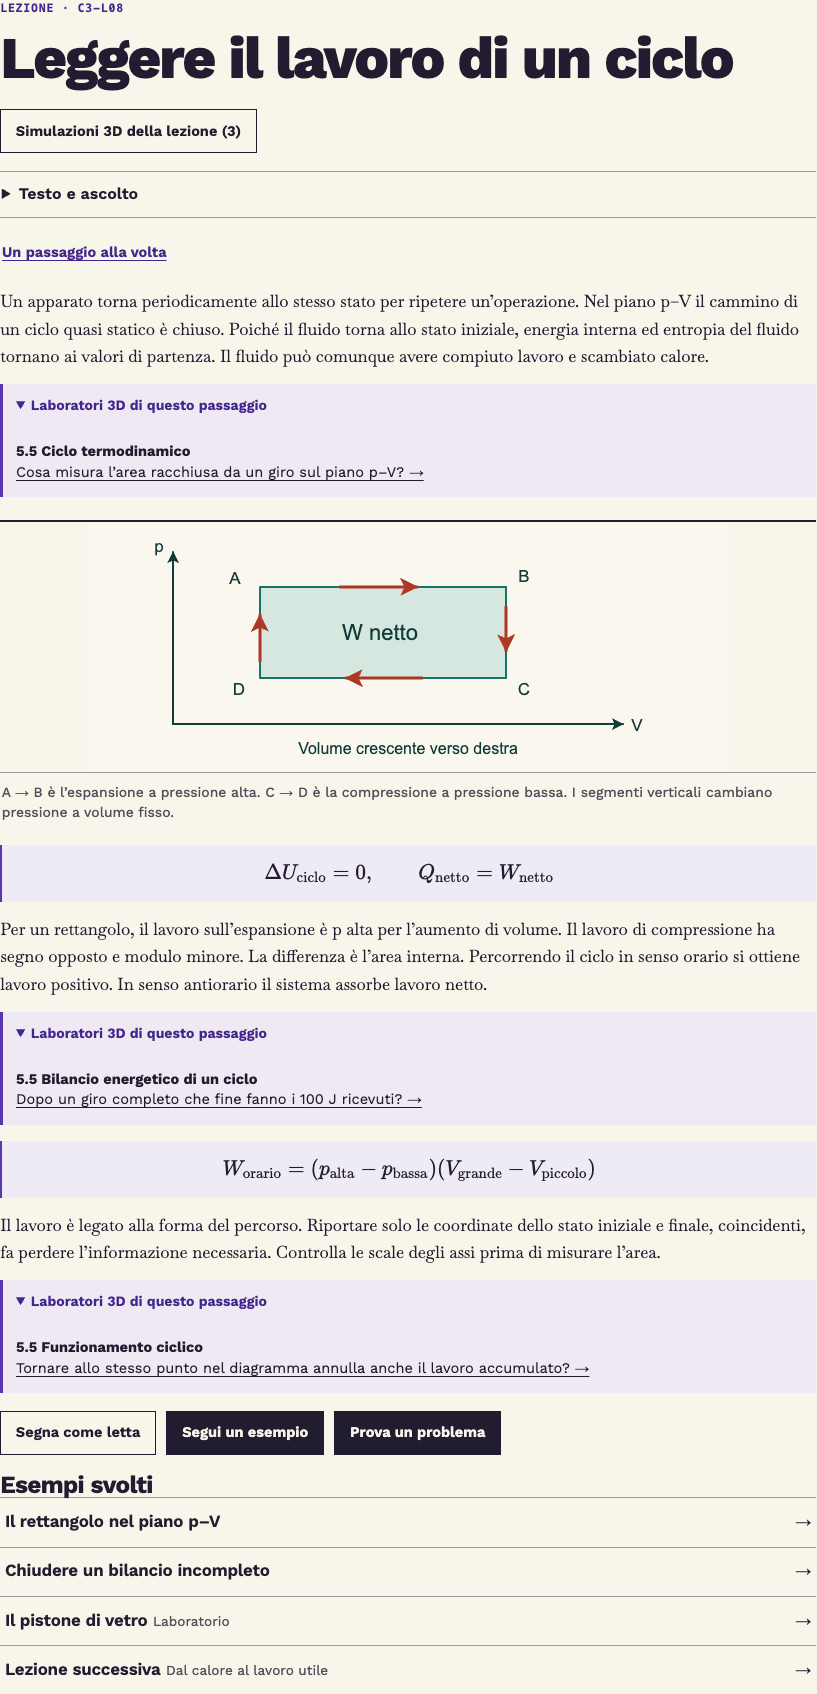 LEZIONE · C3–L08
Leggere il lavoro di un ciclo
Simulazioni 3D della lezione (3)
▶ Testo e ascolto
Un passaggio alla volta
Un apparato torna periodicamente allo stesso stato per ripetere un’operazione. Nel piano p–V il cammino di
un ciclo quasi statico è chiuso. Poiché il fluido torna allo stato iniziale, energia interna ed entropia del fluido
tornano ai valori di partenza. Il fluido può comunque avere compiuto lavoro e scambiato calore.
▼ Laboratori 3D di questo passaggio
5.5 Ciclo termodinamico
Cosa misura l’area racchiusa da un giro sul piano p–V? →
p
A B
W netto
D C
V
Volume crescente verso destra
A → B è l’espansione a pressione alta. C → D è la compressione a pressione bassa. I segmenti verticali cambiano
pressione a volume fisso.
ΔU_ciclo = 0, Q_netto = W_netto
Per un rettangolo, il lavoro sull’espansione è p alta per l’aumento di volume. Il lavoro di compressione ha
segno opposto e modulo minore. La differenza è l’area interna. Percorrendo il ciclo in senso orario si ottiene
lavoro positivo. In senso antiorario il sistema assorbe lavoro netto.
▼ Laboratori 3D di questo passaggio
5.5 Bilancio energetico di un ciclo
Dopo un giro completo che fine fanno i 100 J ricevuti? →
W_orario = (p_alta − p_bassa)(V_grande − V_piccolo)
Il lavoro è legato alla forma del percorso. Riportare solo le coordinate dello stato iniziale e finale, coincidenti,
fa perdere l’informazione necessaria. Controlla le scale degli assi prima di misurare l’area.
▼ Laboratori 3D di questo passaggio
5.5 Funzionamento ciclico
Tornare allo stesso punto nel diagramma annulla anche il lavoro accumulato? →
Segna come letta Segui un esempio Prova un problema
Esempi svolti
Il rettangolo nel piano p–V →
Chiudere un bilancio incompleto →
Il pistone di vetro Laboratorio →
Lezione successiva Dal calore al lavoro utile →